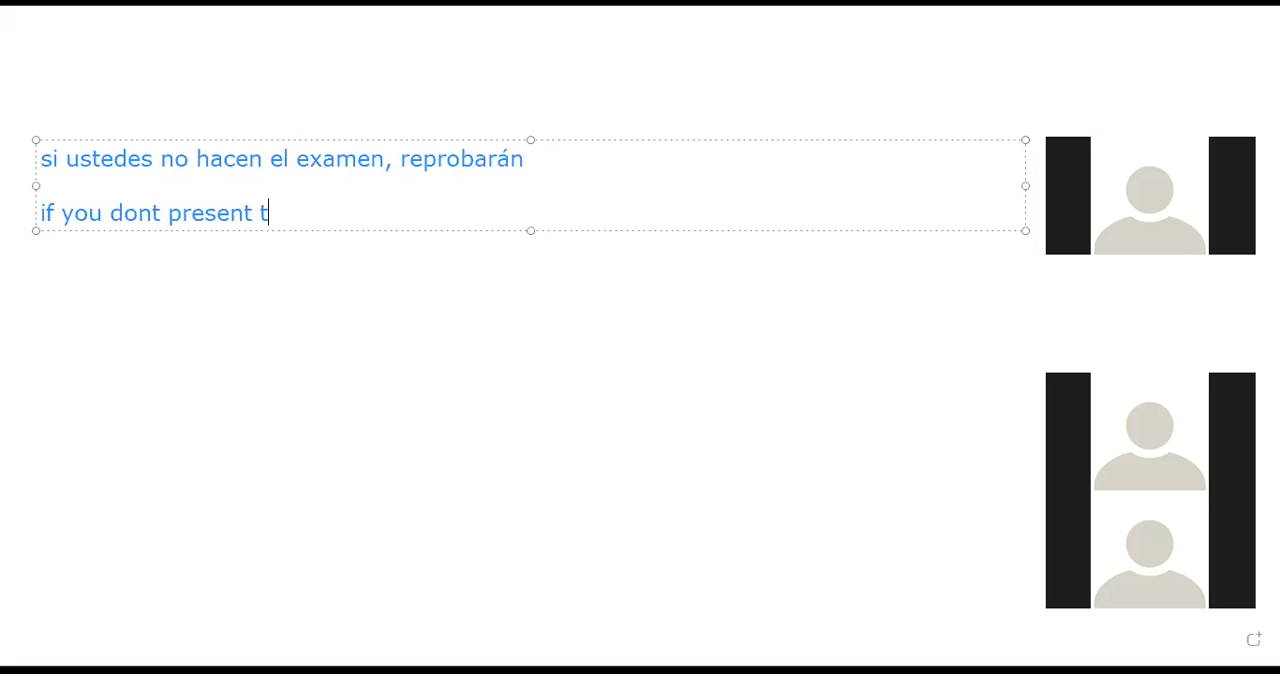 si ustedes no hacen el examen, reprobarán
if you dont present t